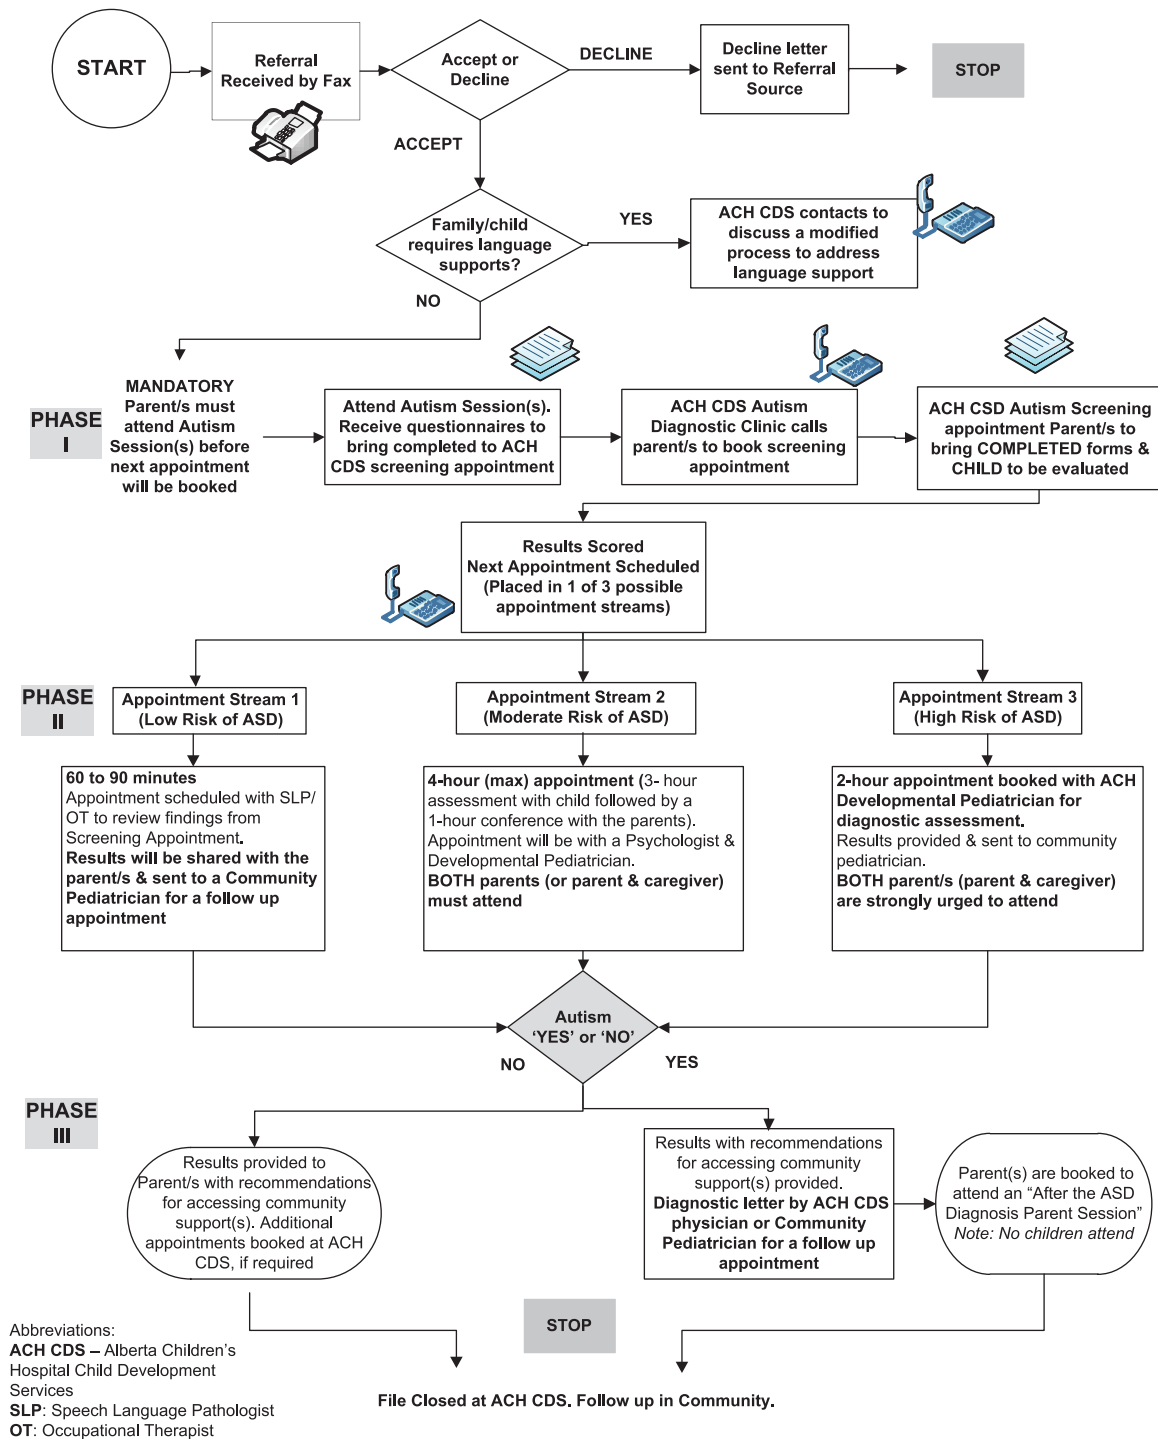 START
Referral
Received by Fax
Accept or
Decline
DECLINE
Decline letter
sent to Referral
Source
STOP
ACCEPT
Family/child
requires language
supports?
YES
ACH CDS contacts to
discuss a modified
process to address
language support
NO
PHASE
I
MANDATORY
Parent/s must
attend Autism
Session(s) before
next appointment
will be booked
Attend Autism Session(s).
Receive questionnaires to
bring completed to ACH
CDS screening appointment
ACH CDS Autism
Diagnostic Clinic calls
parent/s to book screening
appointment
ACH CSD Autism Screening
appointment Parent/s to
bring COMPLETED forms &
CHILD to be evaluated
Results Scored
Next Appointment Scheduled
(Placed in 1 of 3 possible
appointment streams)
PHASE
II
Appointment Stream 1
(Low Risk of ASD)
Appointment Stream 2
(Moderate Risk of ASD)
Appointment Stream 3
(High Risk of ASD)
60 to 90 minutes
Appointment scheduled with SLP/
OT to review findings from
Screening Appointment.
Results will be shared with the
parent/s & sent to a Community
Pediatrician for a follow up
appointment
4-hour (max) appointment (3- hour
assessment with child followed by a
1-hour conference with the parents).
Appointment will be with a Psychologist &
Developmental Pediatrician.
BOTH parents (or parent & caregiver)
must attend
2-hour appointment booked with ACH
Developmental Pediatrician for
diagnostic assessment.
Results provided & sent to community
pediatrician.
BOTH parent/s (parent & caregiver)
are strongly urged to attend
Autism
‘YES’ or ‘NO’
NO
YES
PHASE
III
Results provided to
Parent/s with recommendations
for accessing community
support(s). Additional
appointments booked at ACH
CDS, if required
Results with recommendations
for accessing community
support(s) provided.
Diagnostic letter by ACH CDS
physician or Community
Pediatrician for a follow up
appointment
Parent(s) are booked to
attend an “After the ASD
Diagnosis Parent Session”
Note: No children attend
STOP
File Closed at ACH CDS. Follow up in Community.
Abbreviations:
ACH CDS – Alberta Children’s
Hospital Child Development
Services
SLP: Speech Language Pathologist
OT: Occupational Therapist